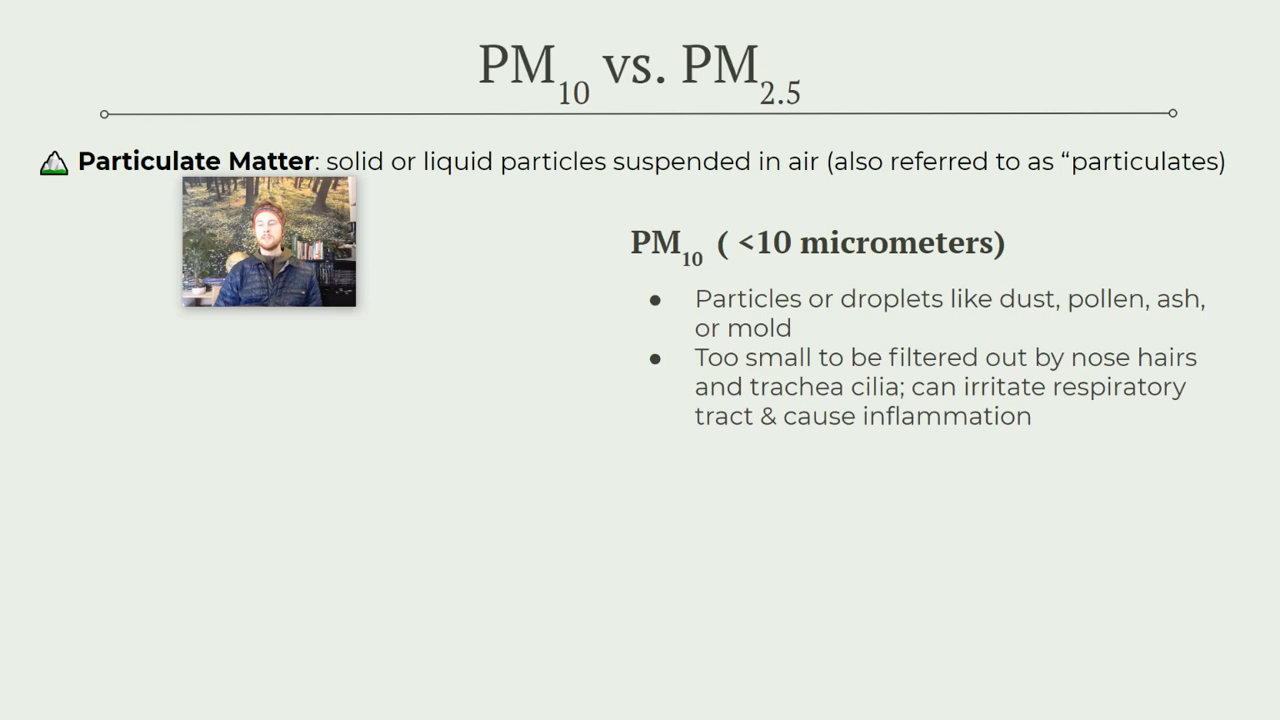 PM10 vs. PM2.5
Particulate Matter: solid or liquid particles suspended in air (also referred to as “particulates)
PM10 ( <10 micrometers)
● Particles or droplets like dust, pollen, ash,
or mold
● Too small to be filtered out by nose hairs
and trachea cilia; can irritate respiratory
tract & cause inflammation